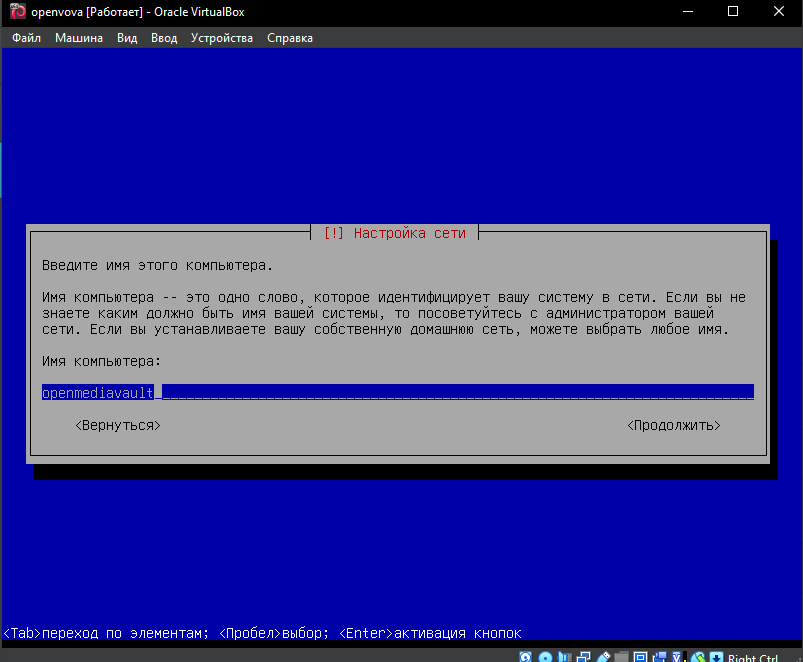 openvova [Работает] - Oracle VirtualBox
Файл Машина Вид Ввод Устройства Справка
[!] Настройка сети
Введите имя этого компьютера.
Имя компьютера -- это одно слово, которое идентифицирует вашу систему в сети. Если вы не
знаете каким должно быть имя вашей системы, то посоветуйтесь с администратором вашей
сети. Если вы устанавливаете вашу собственную домашнюю сеть, можете выбрать любое имя.
Имя компьютера:
openmediavault
<Вернуться> <Продолжить>
<Tab>переход по элементам; <Пробел>выбор; <Enter>активация кнопок
Right Ctrl